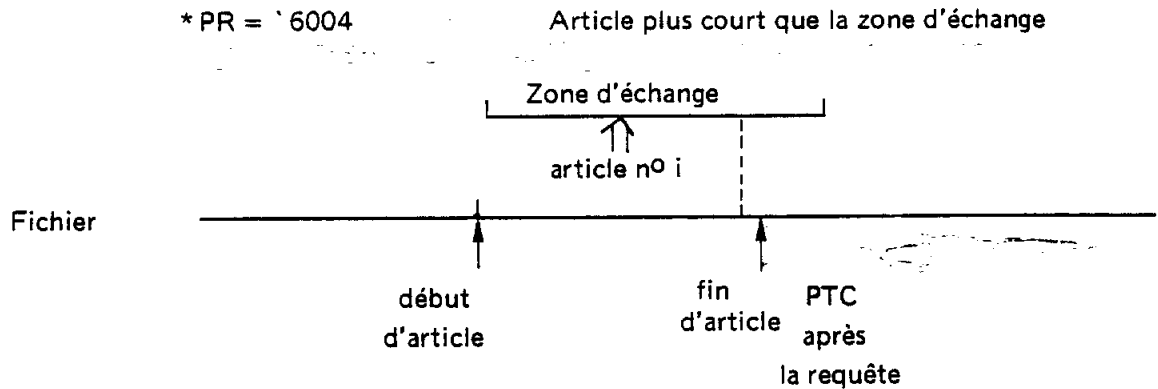 * PR = ` 6004 Article plus court que la zone d'échange
Zone d'échange
article nº i
Fichier
début
d'article
fin
d'article
PTC
après
la requête